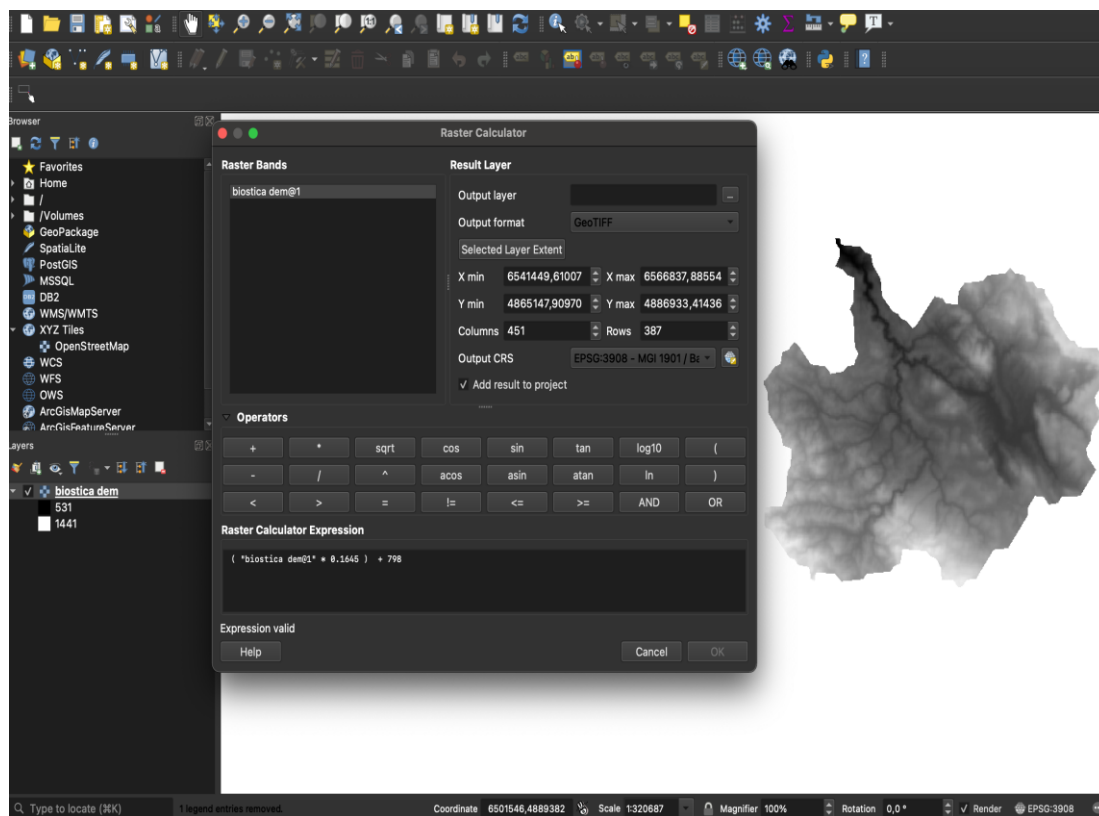 Browser
Favorites
Home
/
/Volumes
GeoPackage
SpatiaLite
PostGIS
MSSQL
DB2
WMS/WMTS
XYZ Tiles
OpenStreetMap
WCS
WFS
OWS
ArcGisMapServer
ArcGisFeatureServer
Layers
biostica dem
531
1441
Raster Calculator
Raster Bands
biostica dem@1
Result Layer
Output layer
...
Output format GeoTIFF
Selected Layer Extent
X min 6541449,61007 X max 6566837,88554
Y min 4865147,90970 Y max 4886933,41436
Columns 451 Rows 387
Output CRS EPSG:3908 - MGI 1901 / Ba
Add result to project
Operators
+ * sqrt cos sin tan log10 (
- / ^ acos asin atan ln )
< > = != <= >= AND OR
Raster Calculator Expression
( "biostica dem@1" * 0.1645 ) + 798
Expression valid
Help Cancel OK
Type to locate (⌘K) 1 legend entries removed. Coordinate 6501546,4889382 Scale 1:320687 Magnifier 100% Rotation 0,0 ° Render EPSG:3908